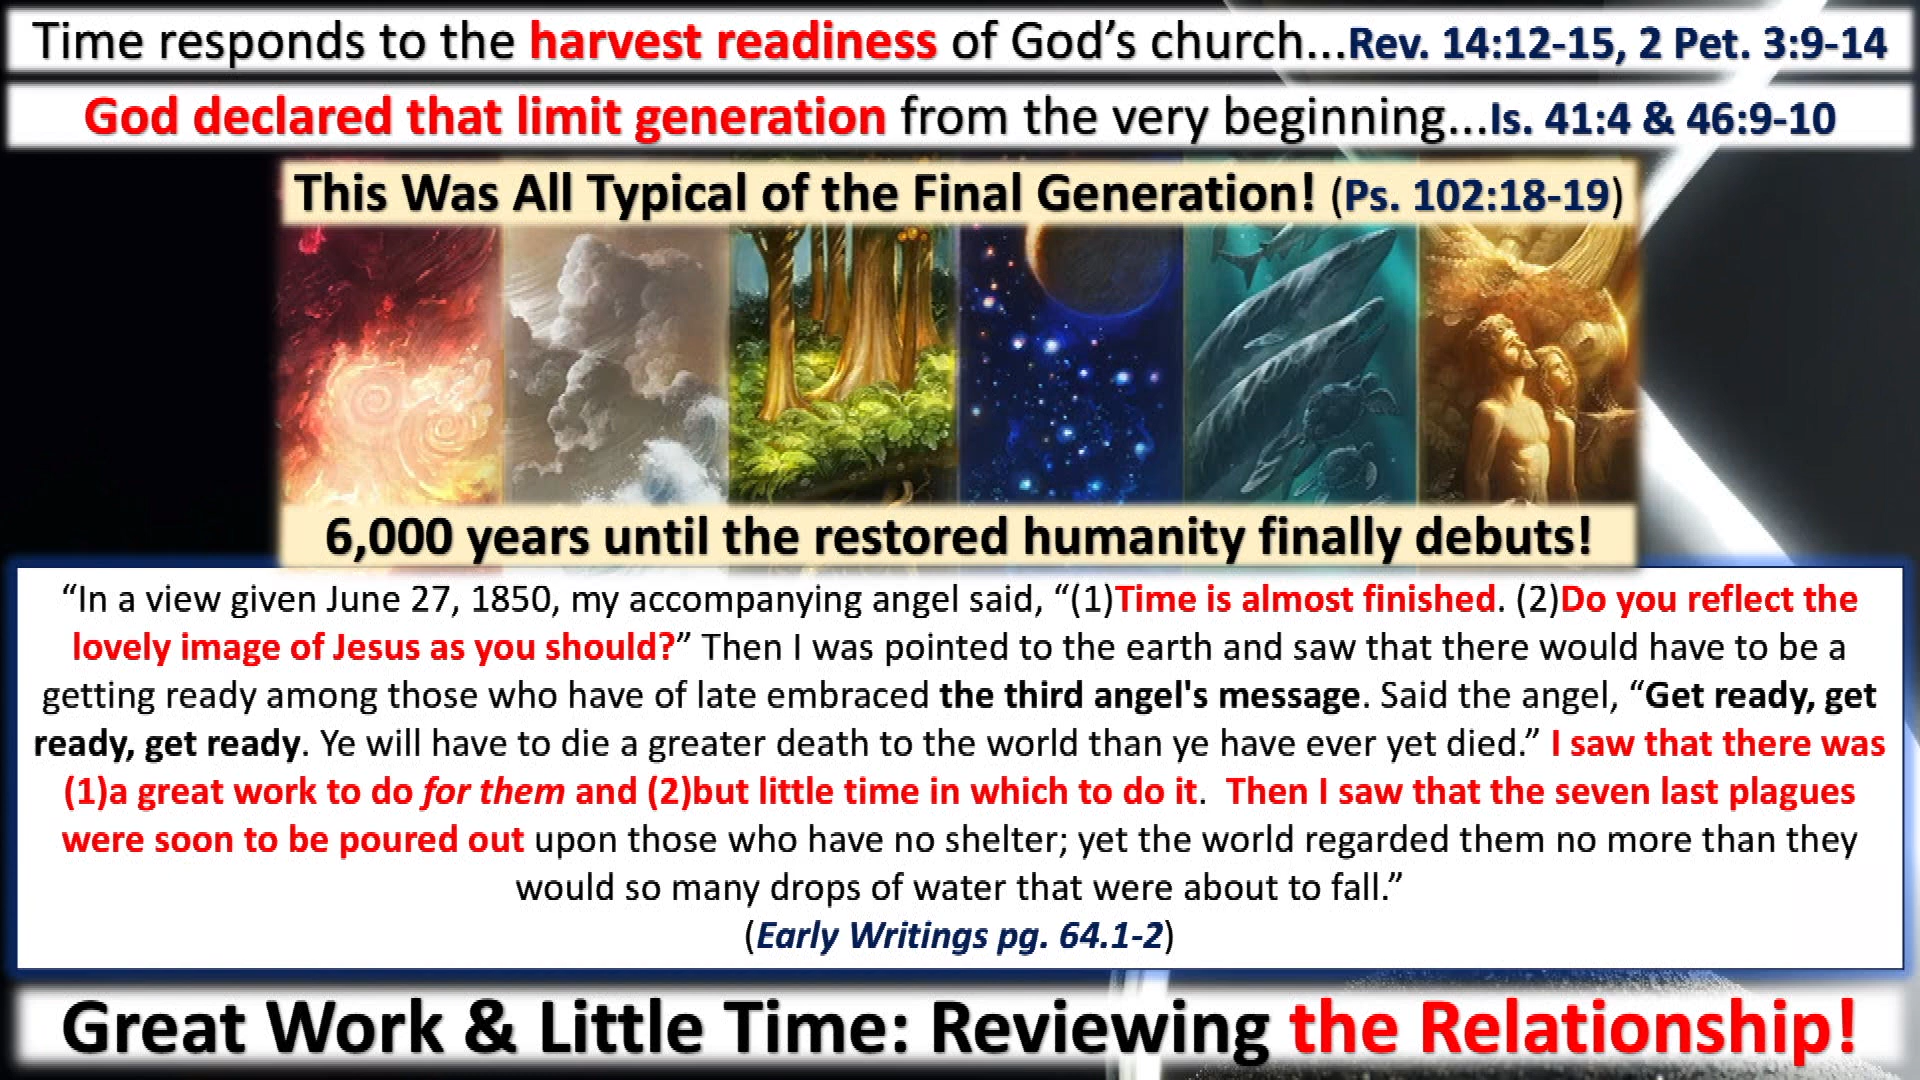 Time responds to the harvest readiness of God’s church...Rev. 14:12-15, 2 Pet. 3:9-14
God declared that limit generation from the very beginning...Is. 41:4 & 46:9-10
This Was All Typical of the Final Generation! (Ps. 102:18-19)
6,000 years until the restored humanity finally debuts!
“In a view given June 27, 1850, my accompanying angel said, “(1)Time is almost finished. (2)Do you reflect the
lovely image of Jesus as you should?” Then I was pointed to the earth and saw that there would have to be a
getting ready among those who have of late embraced the third angel's message. Said the angel, “Get ready, get
ready, get ready. Ye will have to die a greater death to the world than ye have ever yet died.” I saw that there was
(1)a great work to do for them and (2)but little time in which to do it.  Then I saw that the seven last plagues
were soon to be poured out upon those who have no shelter; yet the world regarded them no more than they
would so many drops of water that were about to fall.”
(Early Writings pg. 64.1-2)
Great Work & Little Time: Reviewing the Relationship!